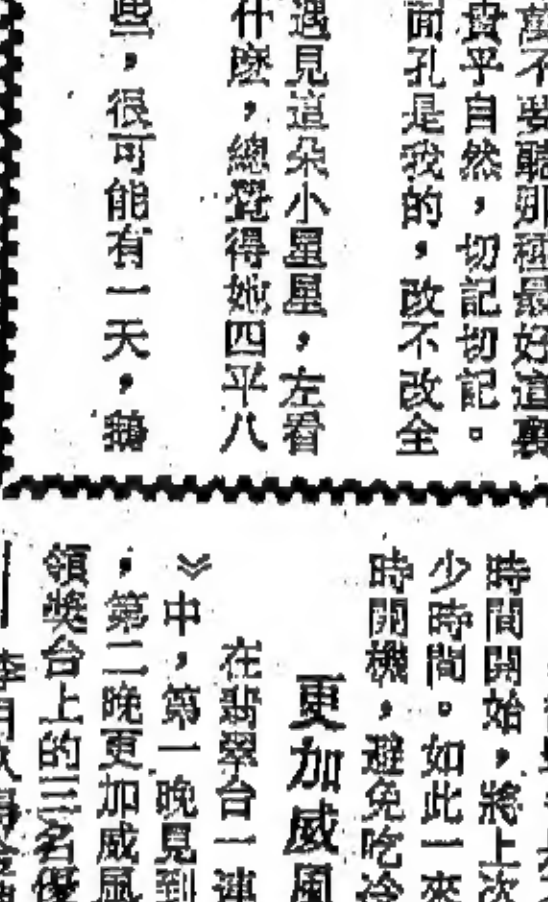 萬不要聽那種最好這裏
貴乎自然，切記切記。
面孔是我的，改不改全
遇見這朵小星星，左看
什麼，總覺得她四平八
些，很可能有一天，鵝
時間開始，將上次
少時間。如此一來
時開機，避免吃冷
更加威風
在翡翠台一連
》中，第一晚見到
，第二晚更加威風
領獎台上的三名優